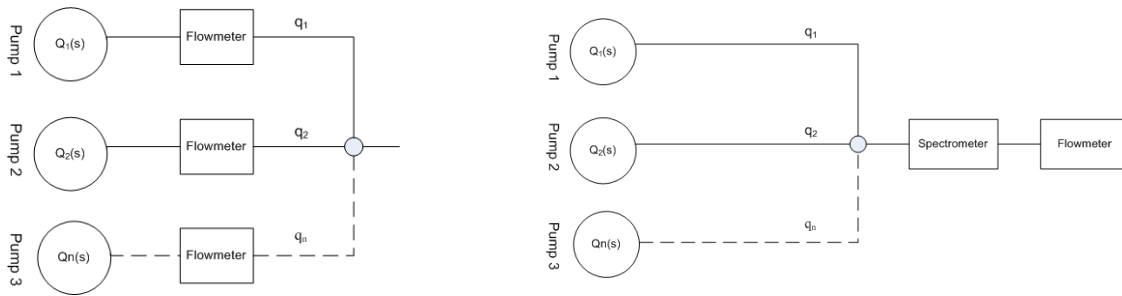 Pump 1
Q1(s)
Flowmeter
q1
Pump 2
Q2(s)
Flowmeter
q2
Pump 3
Qn(s)
Flowmeter
qn
Pump 1
Q1(s)
q1
Pump 2
Q2(s)
q2
Spectrometer
Flowmeter
Pump 3
Qn(s)
qn